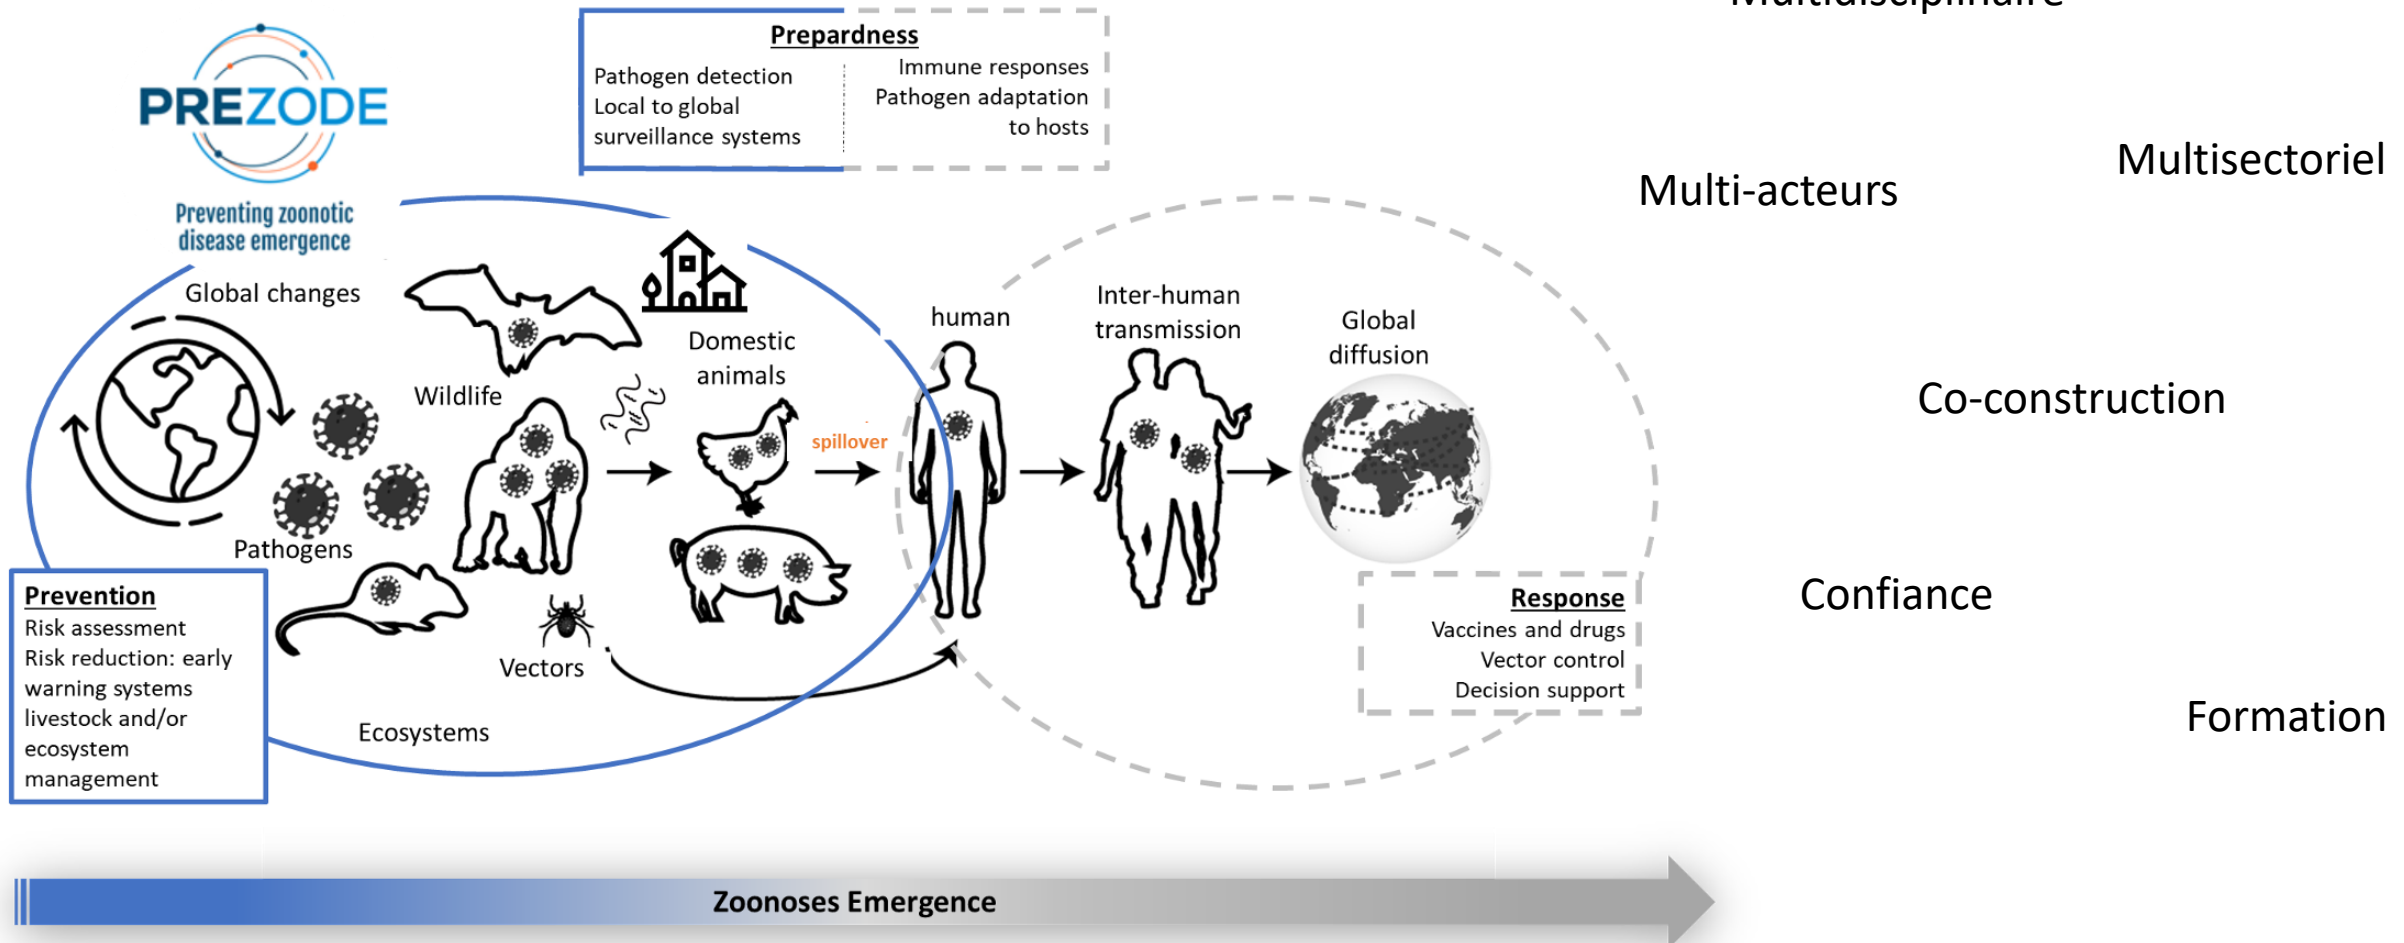 Multidisciplinaire
Prepardness
Pathogen detection
Local to global
surveillance systems
Immune responses
Pathogen adaptation
to hosts
PREZODE
Preventing zoonotic
disease emergence
Multisectoriel
Multi-acteurs
Global changes
Wildlife
Domestic
animals
spillover
human
Inter-human
transmission
Global
diffusion
Co-construction
Pathogens
Vectors
Ecosystems
Prevention
Risk assessment
Risk reduction: early
warning systems
livestock and/or
ecosystem
management
Response
Vaccines and drugs
Vector control
Decision support
Confiance
Formation
Zoonoses Emergence